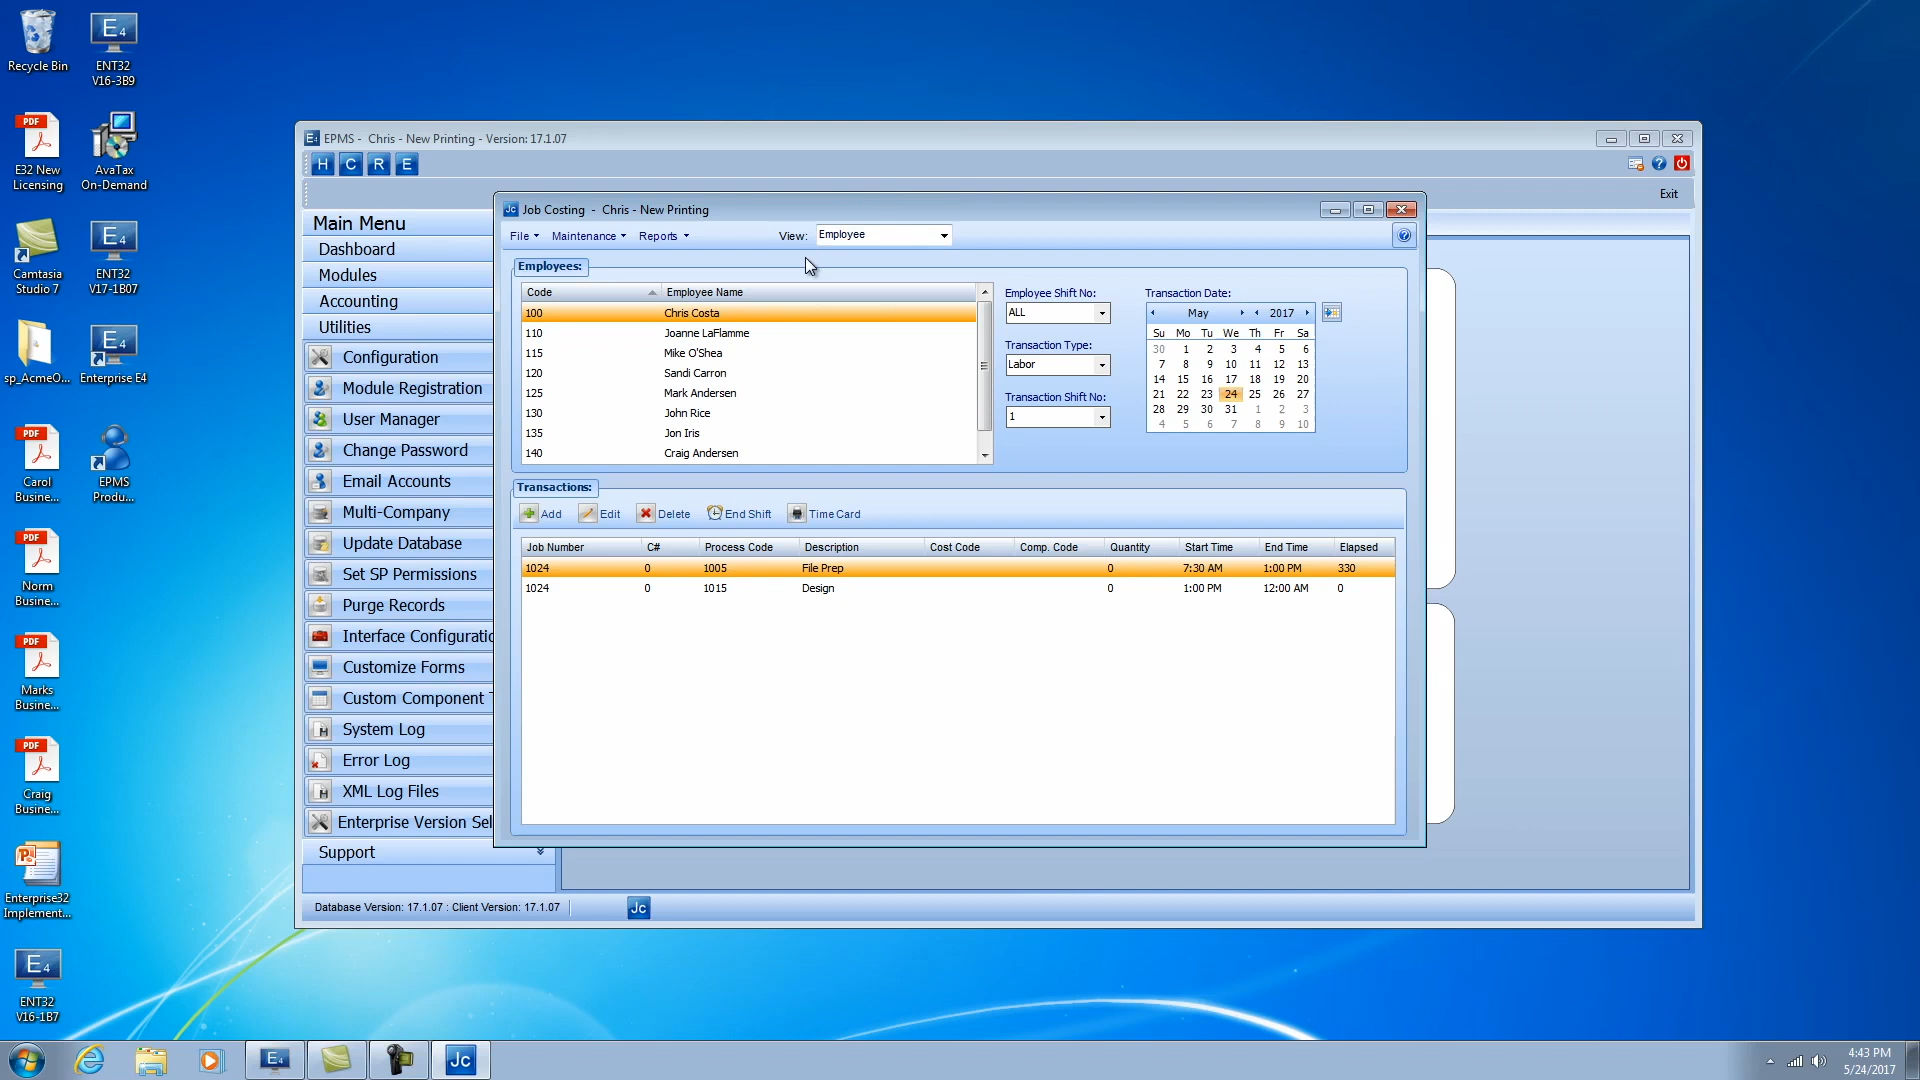 Recycle Bin
E4
ENT32
V16-3B9
PDF
E32 New
Licensing
AvaTax
On-Demand
Camtasia
Studio 7
E4
ENT32
V17-1B07
sp_AcmeO...
E4
Enterprise E4
PDF
Carol
Busine...
EPMS
Produ...
PDF
Norm
Busine...
PDF
Marks
Busine...
PDF
Craig
Busine...
Enterprise32
Implement...
E4
ENT32
V16-1B7
E4 EPMS - Chris - New Printing - Version: 17.1.07
H C R E
Exit
Main Menu
Dashboard
Modules
Accounting
Utilities
Configuration
Module Registration
User Manager
Change Password
Email Accounts
Multi-Company
Update Database
Set SP Permissions
Purge Records
Interface Configuratio
Customize Forms
Custom Component T
System Log
Error Log
XML Log Files
Enterprise Version Sel
Support
Database Version: 17.1.07 : Client Version: 17.1.07
Jc
Jc Job Costing - Chris - New Printing
File Maintenance Reports View: Employee
Employees:
Code Employee Name
100 Chris Costa
110 Joanne LaFlamme
115 Mike O'Shea
120 Sandi Carron
125 Mark Andersen
130 John Rice
135 Jon Iris
140 Craig Andersen
Employee Shift No:
ALL
Transaction Type:
Labor
Transaction Shift No:
1
Transaction Date:
May 2017
Su Mo Tu We Th Fr Sa
30 1 2 3 4 5 6
7 8 9 10 11 12 13
14 15 16 17 18 19 20
21 22 23 24 25 26 27
28 29 30 31 1 2 3
4 5 6 7 8 9 10
Transactions:
Add Edit Delete End Shift Time Card
Job Number C# Process Code Description Cost Code Comp. Code Quantity Start Time End Time Elapsed
1024 0 1005 File Prep 0 7:30 AM 1:00 PM 330
1024 0 1015 Design 0 1:00 PM 12:00 AM 0
E4
Jc
4:43 PM
5/24/2017